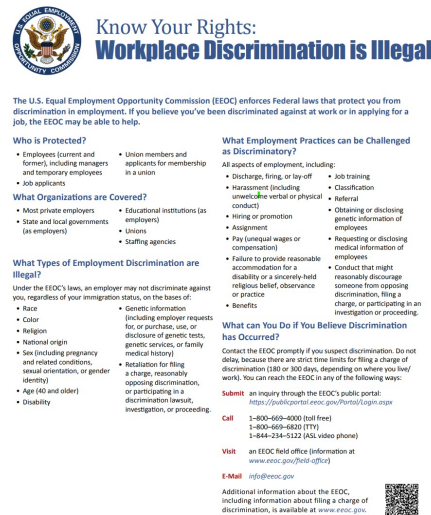 U.S. EQUAL EMPLOYMENT
OPPORTUNITY COMMISSION
Know Your Rights:
Workplace Discrimination is Illegal
The U.S. Equal Employment Opportunity Commission (EEOC) enforces Federal laws that protect you from
discrimination in employment. If you believe you've been discriminated against at work or in applying for a
job, the EEOC may be able to help.
Who is Protected?
• Employees (current and
former), including managers
and temporary employees
• Job applicants
• Union members and
applicants for membership
in a union
What Organizations are Covered?
• Most private employers
• State and local governments
(as employers)
• Educational institutions (as
employers)
• Unions
• Staffing agencies
What Types of Employment Discrimination are
Illegal?
Under the EEOC's laws, an employer may not discriminate against
you, regardless of your immigration status, on the bases of:
• Race
• Color
• Religion
• National origin
• Sex (including pregnancy
and related conditions,
sexual orientation, or gender
identity)
• Age (40 and older)
• Disability
• Genetic information
(including employer requests
for, or purchase, use, or
disclosure of genetic tests,
genetic services, or family
medical history)
• Retaliation for filing
a charge, reasonably
opposing discrimination,
or participating in a
discrimination lawsuit,
investigation, or proceeding.
What Employment Practices can be Challenged
as Discriminatory?
All aspects of employment, including:
• Discharge, firing, or lay-off
• Harassment (including
unwelcome verbal or physical
conduct)
• Hiring or promotion
• Assignment
• Pay (unequal wages or
compensation)
• Failure to provide reasonable
accommodation for a
disability or a sincerely-held
religious belief, observance
or practice
• Benefits
• Job training
• Classification
• Referral
• Obtaining or disclosing
genetic information of
employees
• Requesting or disclosing
medical information of
employees
• Conduct that might
reasonably discourage
someone from opposing
discrimination, filing a
charge, or participating in an
investigation or proceeding.
What can You Do if You Believe Discrimination
has Occurred?
Contact the EEOC promptly if you suspect discrimination. Do not
delay, because there are strict time limits for filing a charge of
discrimination (180 or 300 days, depending on where you live/
work). You can reach the EEOC in any of the following ways:
Submit an inquiry through the EEOC's public portal:
https://publicportal.eeoc.gov/Portal/Login.aspx
Call 1–800–669–4000 (toll free)
1–800–669–6820 (TTY)
1–844–234–5122 (ASL video phone)
Visit an EEOC field office (information at
www.eeoc.gov/field-office)
E-Mail info@eeoc.gov
Additional information about the EEOC,
including information about filing a charge of
discrimination, is available at www.eeoc.gov.